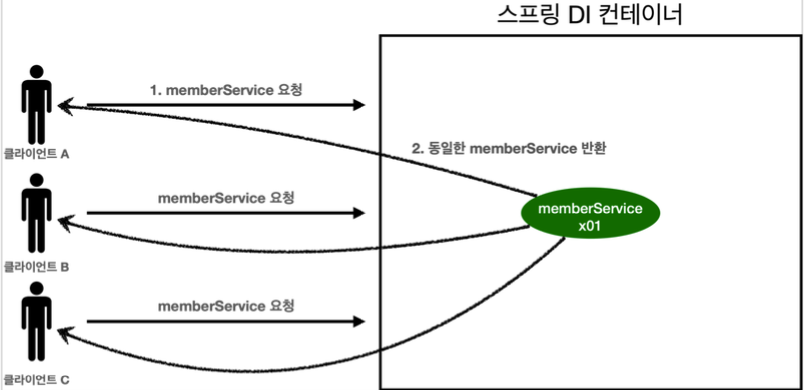 스프링 DI 컨테이너
1. memberService 요청
클라이언트 A
2. 동일한 memberService 반환
memberService 요청
memberService
x01
클라이언트 B
memberService 요청
클라이언트 C